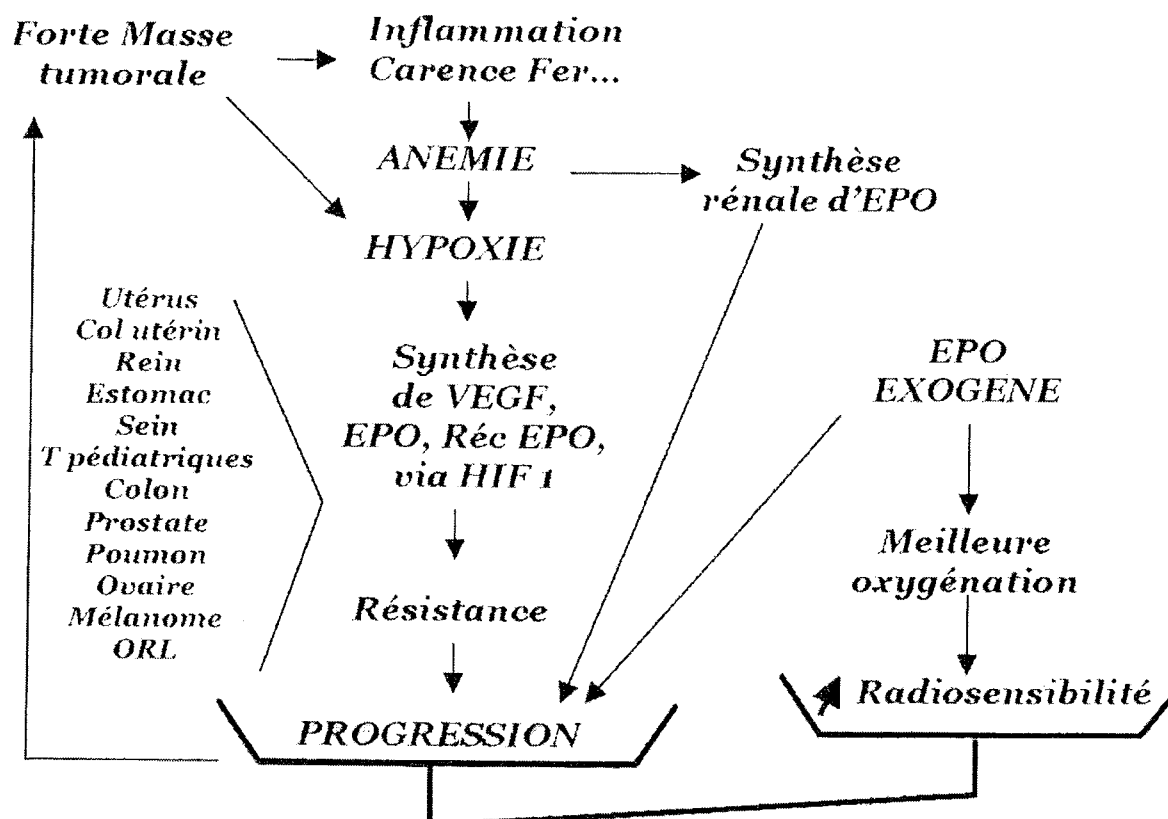 Forte Masse
tumorale
Inflammation
Carence Fer...
ANEMIE
Synthèse
rénale d'EPO
HYPOXIE
Utérus
Col utérin
Rein
Estomac
Sein
T pédiatriques
Colon
Prostate
Poumon
Ovaire
Mélanome
ORL
Synthèse
de VEGF,
EPO, Réc EPO,
via HIF 1
Résistance
PROGRESSION
EPO
EXOGENE
Meilleure
oxygénation
Radiosensibilité